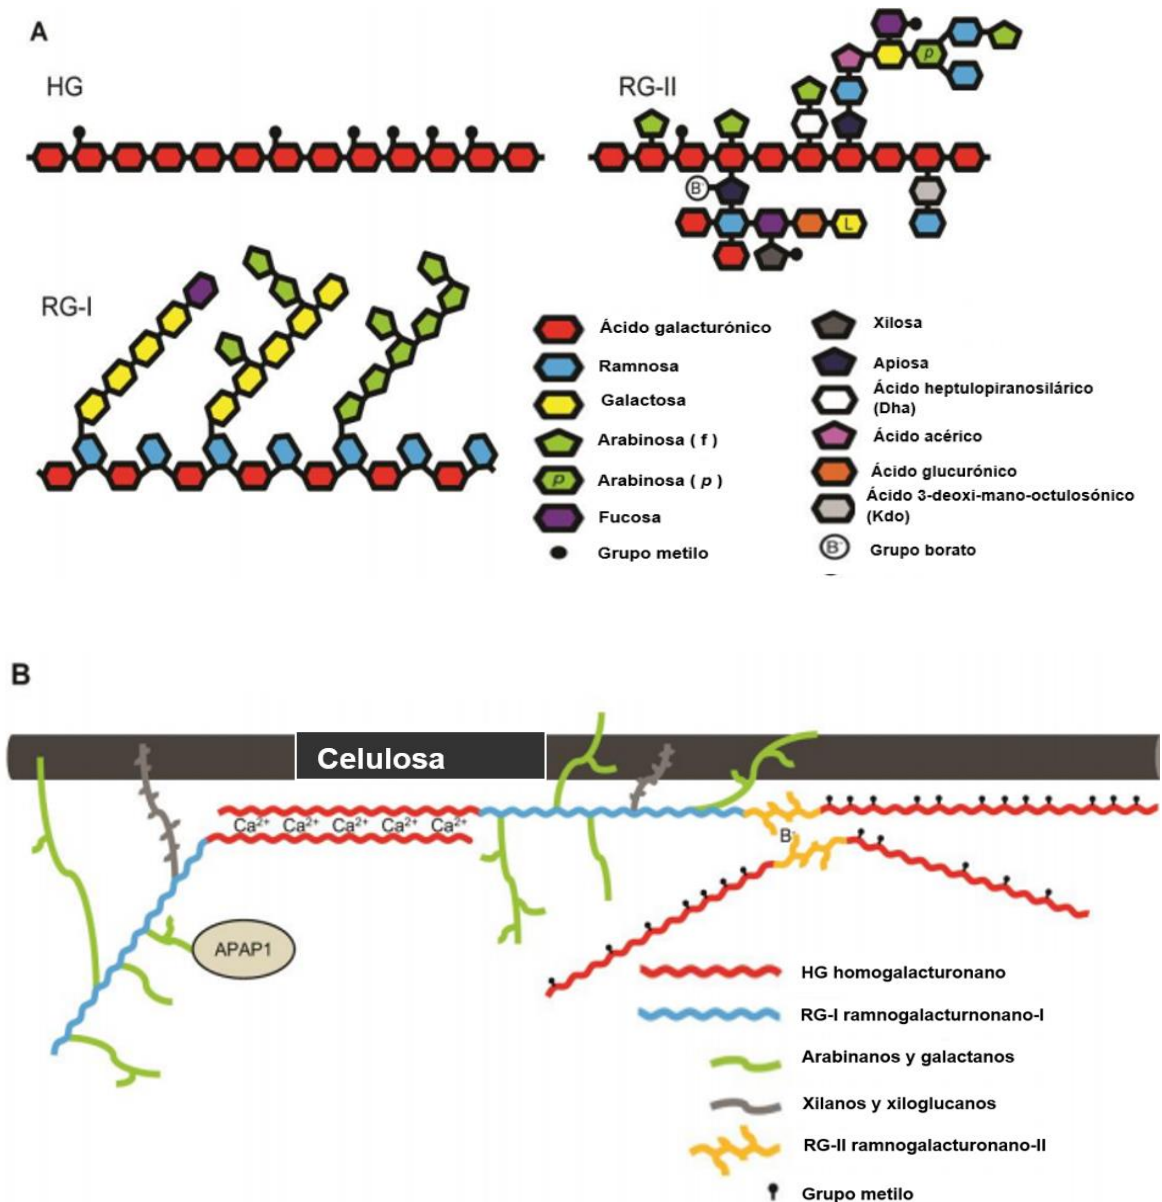 A
HG
RG-II
P
B⁻
L
RG-I
Ácido galacturónico
Ramnosa
Galactosa
Arabinosa ( f )
P
Arabinosa ( p )
Fucosa
Grupo metilo
Xilosa
Apiosa
Ácido heptulopiranosilárico
(Dha)
Ácido acérico
Ácido glucurónico
Ácido 3-deoxi-mano-octulosónico
(Kdo)
B⁻
Grupo borato
B
Celulosa
Ca²⁺ Ca²⁺ Ca²⁺ Ca²⁺ Ca²⁺
B⁻
APAP1
HG homogalacturonano
RG-I ramnogalacturnonano-I
Arabinanos y galactanos
Xilanos y xiloglucanos
RG-II ramnogalacturonano-II
Grupo metilo